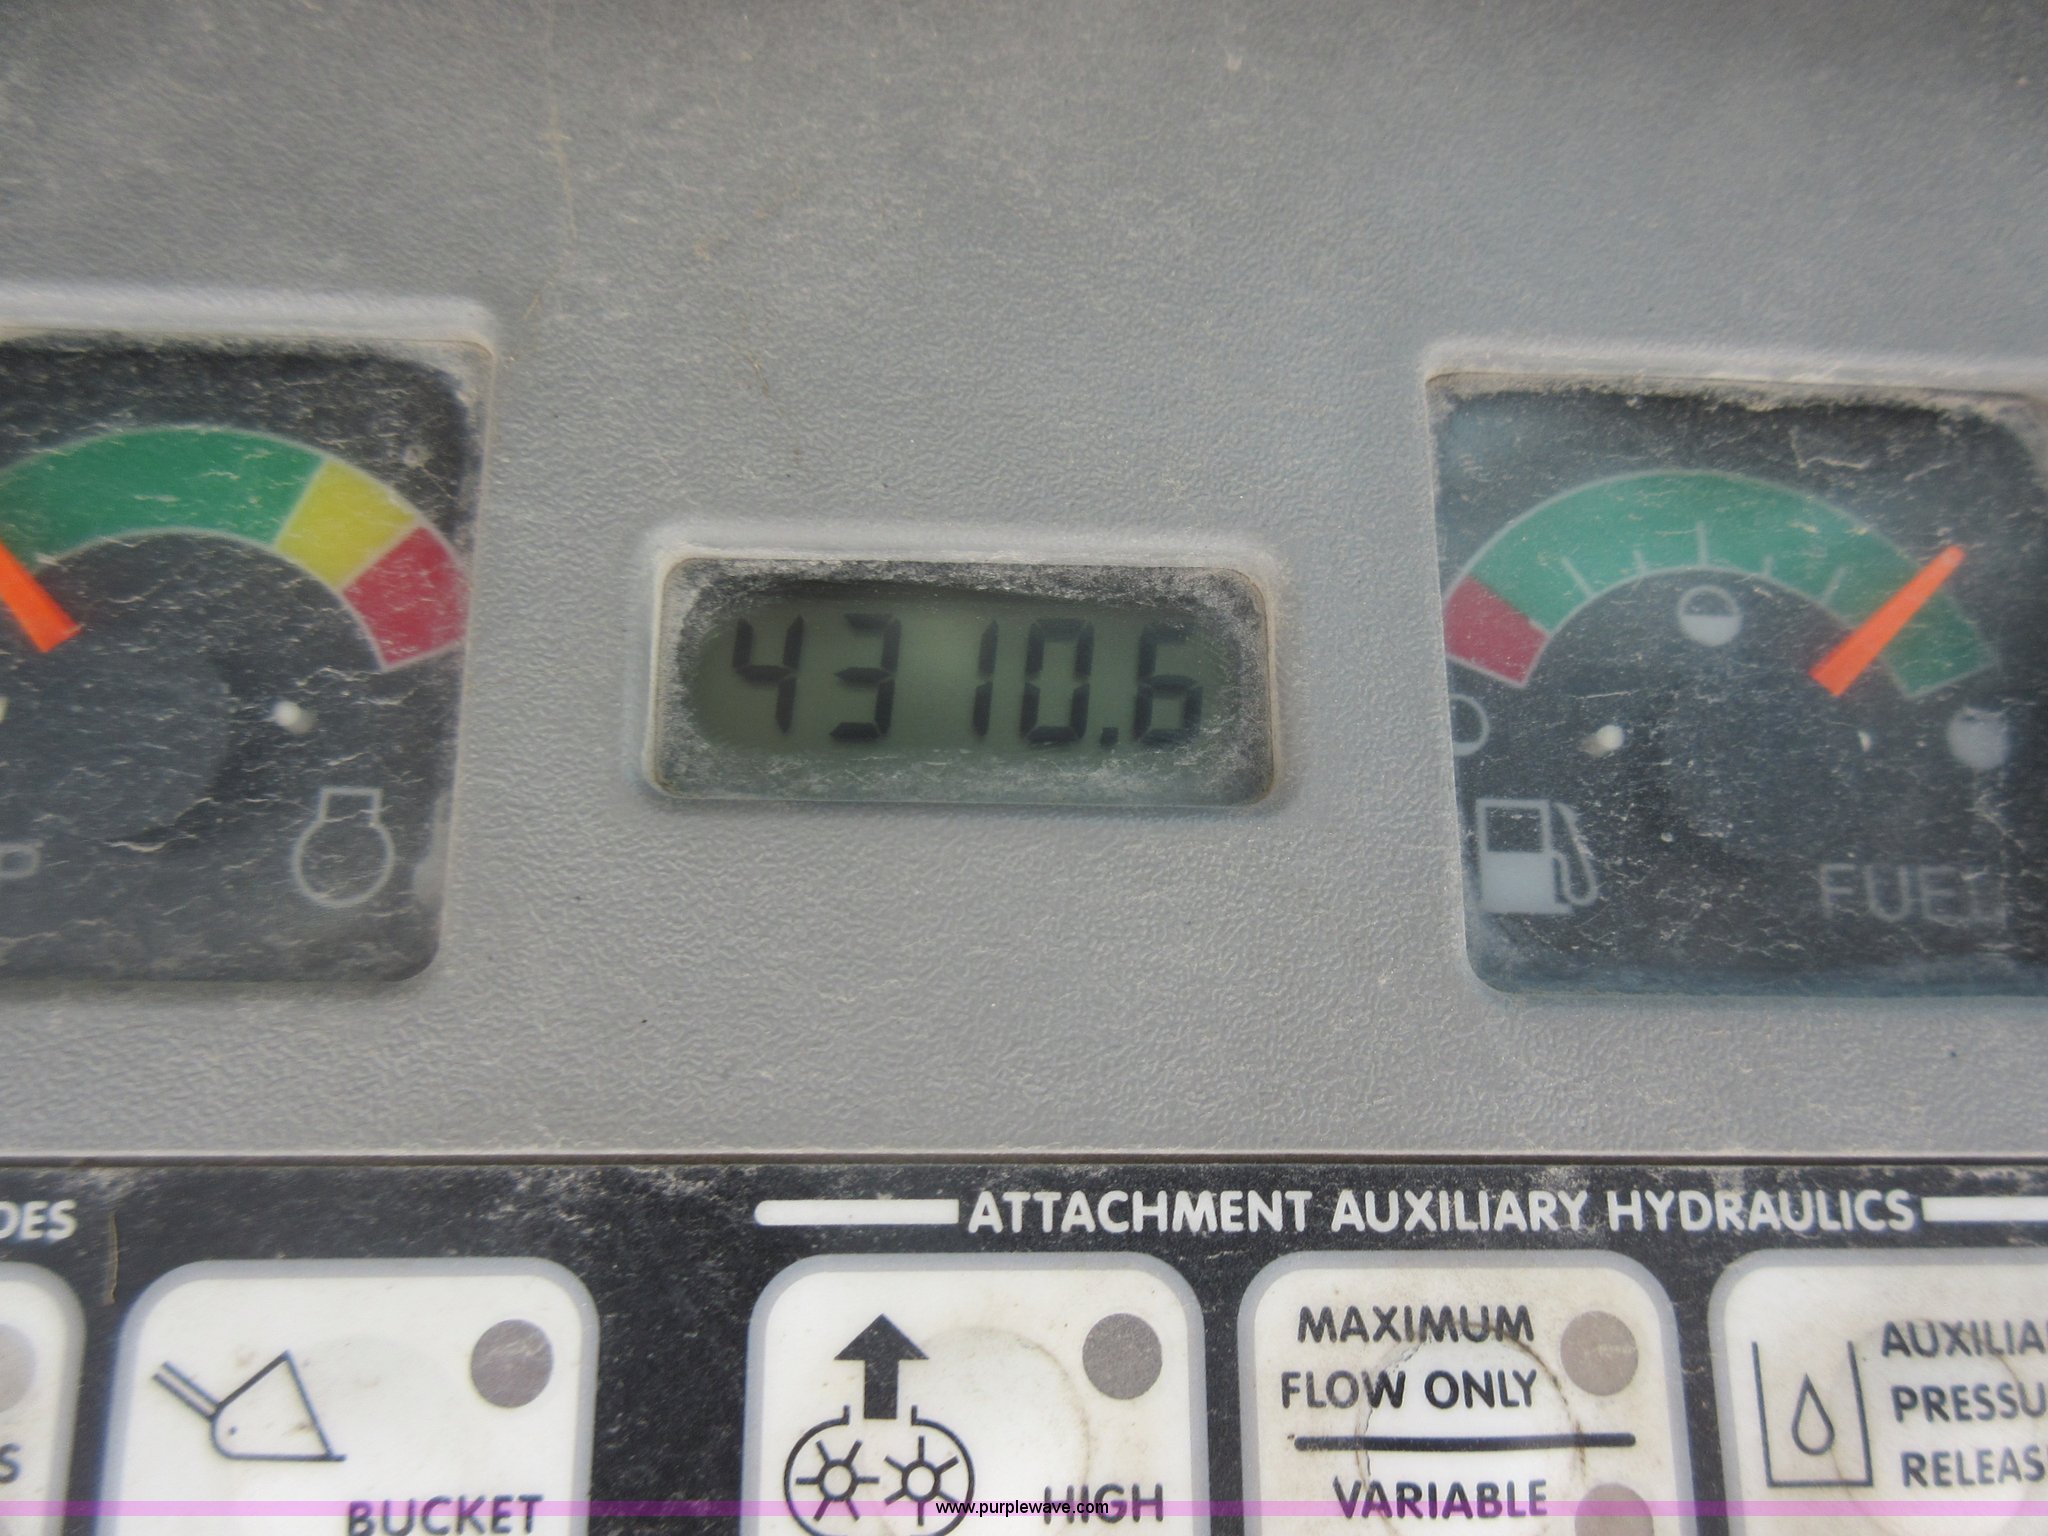 4310.6
FUEL
DES
ATTACHMENT AUXILIARY HYDRAULICS
BUCKET
HIGH
MAXIMUM
FLOW ONLY
VARIABLE
AUXILIA
PRESSU
RELEAS
www.purplewave.com